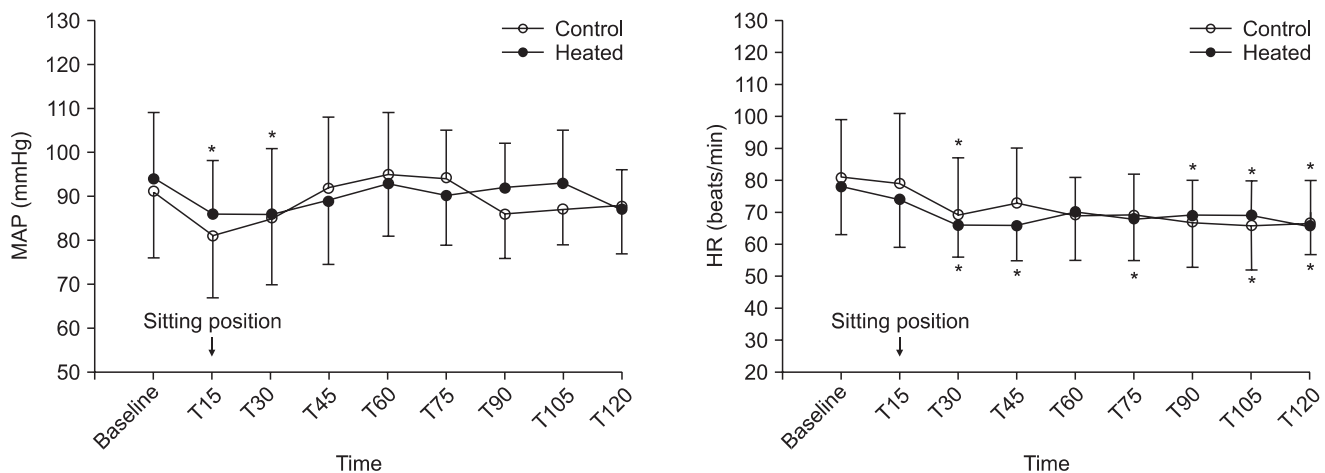 130
120
110
100
90
80
70
60
50
MAP (mmHg)
Control
Heated
*
*
Sitting position
Baseline
T15
T30
T45
T60
T75
T90
T105
T120
Time
130
120
110
100
90
80
70
60
50
40
30
20
HR (beats/min)
Control
Heated
*
*
*
*
*
*
*
*
*
Sitting position
Baseline
T15
T30
T45
T60
T75
T90
T105
T120
Time